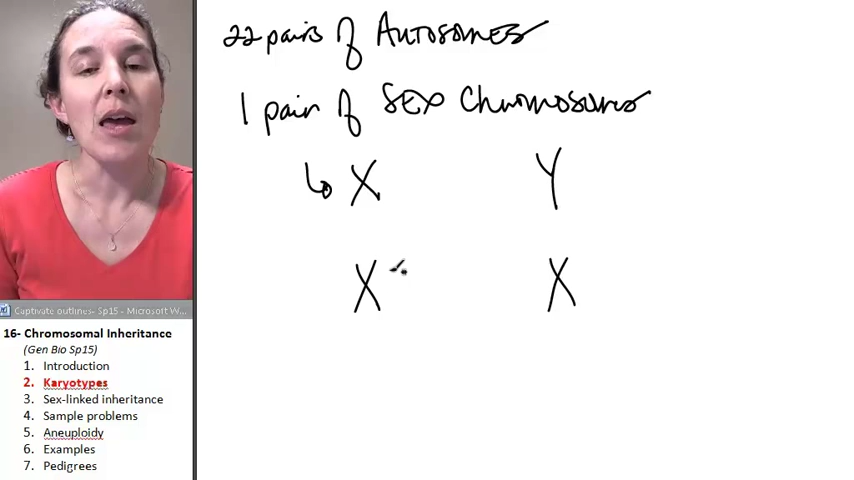 22 pairs of AUTOSOMES
1 pair of SEX Chromosomes
X Y
X X
Captivate outlines- Sp15 - Microsoft W...
16- Chromosomal Inheritance
(Gen Bio Sp15)
1. Introduction
2. Karyotypes
3. Sex-linked inheritance
4. Sample problems
5. Aneuploidy
6. Examples
7. Pedigrees